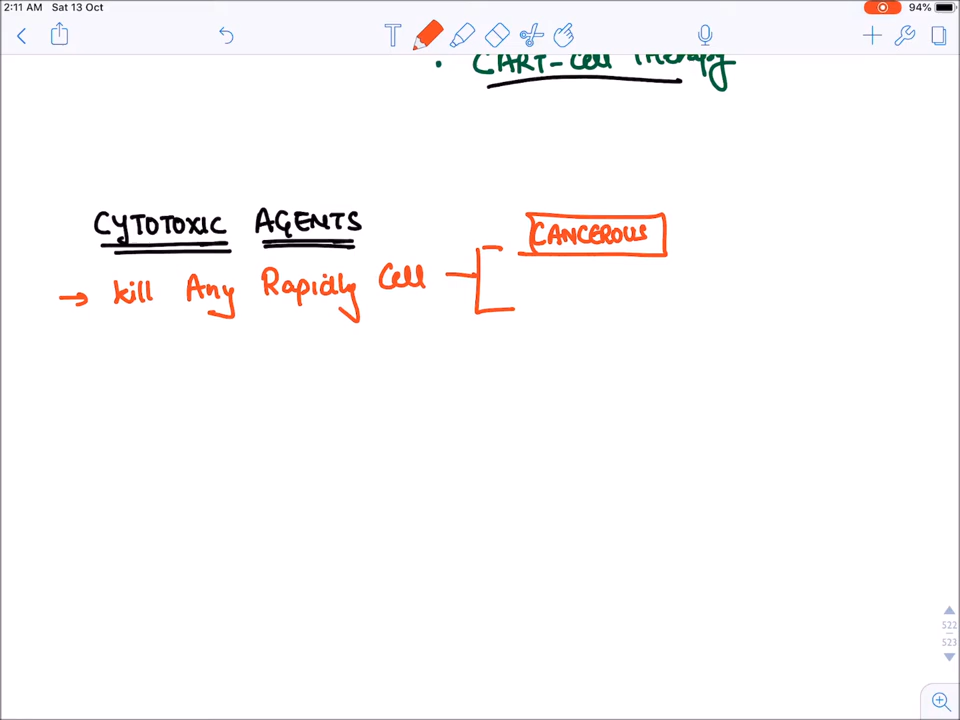 2:11 AM Sat 13 Oct
94%
T
• CART-Cell Therapy
CYTOTOXIC AGENTS
CANCEROUS
→ kill Any Rapidly Cell
522
523